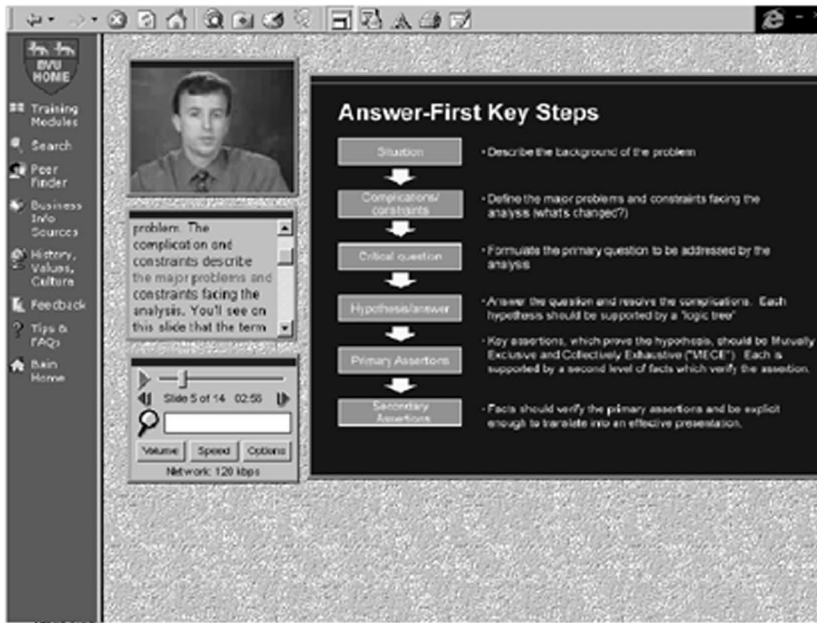 BVU
HOME
Training
Modules
Search
Peer
Finder
Business
Info
Sources
History,
Values,
Culture
Feedback
Tips &
FAQs
Bain
Home
problem. The
complication and
constraints describe
the major problems and
constraints facing the
analysis. You'll see on
this slide that the term
Slide 5 of 14 02:56
Volume Speed Options
Network: 120 kbps
Answer-First Key Steps
Situation
• Describe the background of the problem
Complications/
constraints
• Define the major problems and constraints facing the
analysis (what's changed?)
Critical question
• Formulate the primary question to be addressed by the
analysis
Hypothesis/answer
• Answer the question and resolve the complications. Each
hypothesis should be supported by a "logic tree"
Primary Assertions
• Key assertions, which prove the hypothesis, should be Mutually
Exclusive and Collectively Exhaustive ("MECE"). Each is
supported by a second level of facts which verify the assertion.
Secondary
Assertions
• Facts should verify the primary assertions and be explicit
enough to translate into an effective presentation.